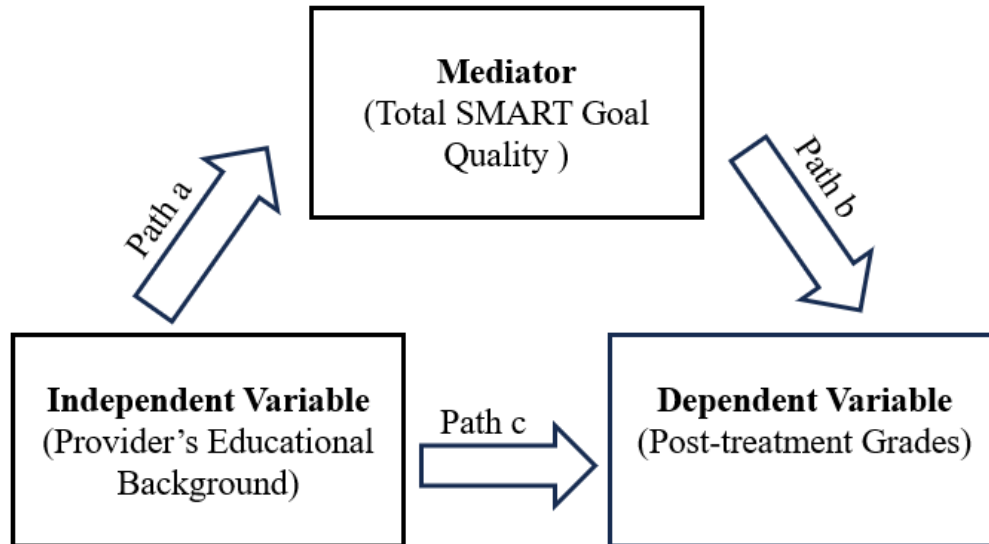 Mediator
(Total SMART Goal
Quality )
Path a
Path b
Independent Variable
(Provider’s Educational
Background)
Path c
Dependent Variable
(Post-treatment Grades)